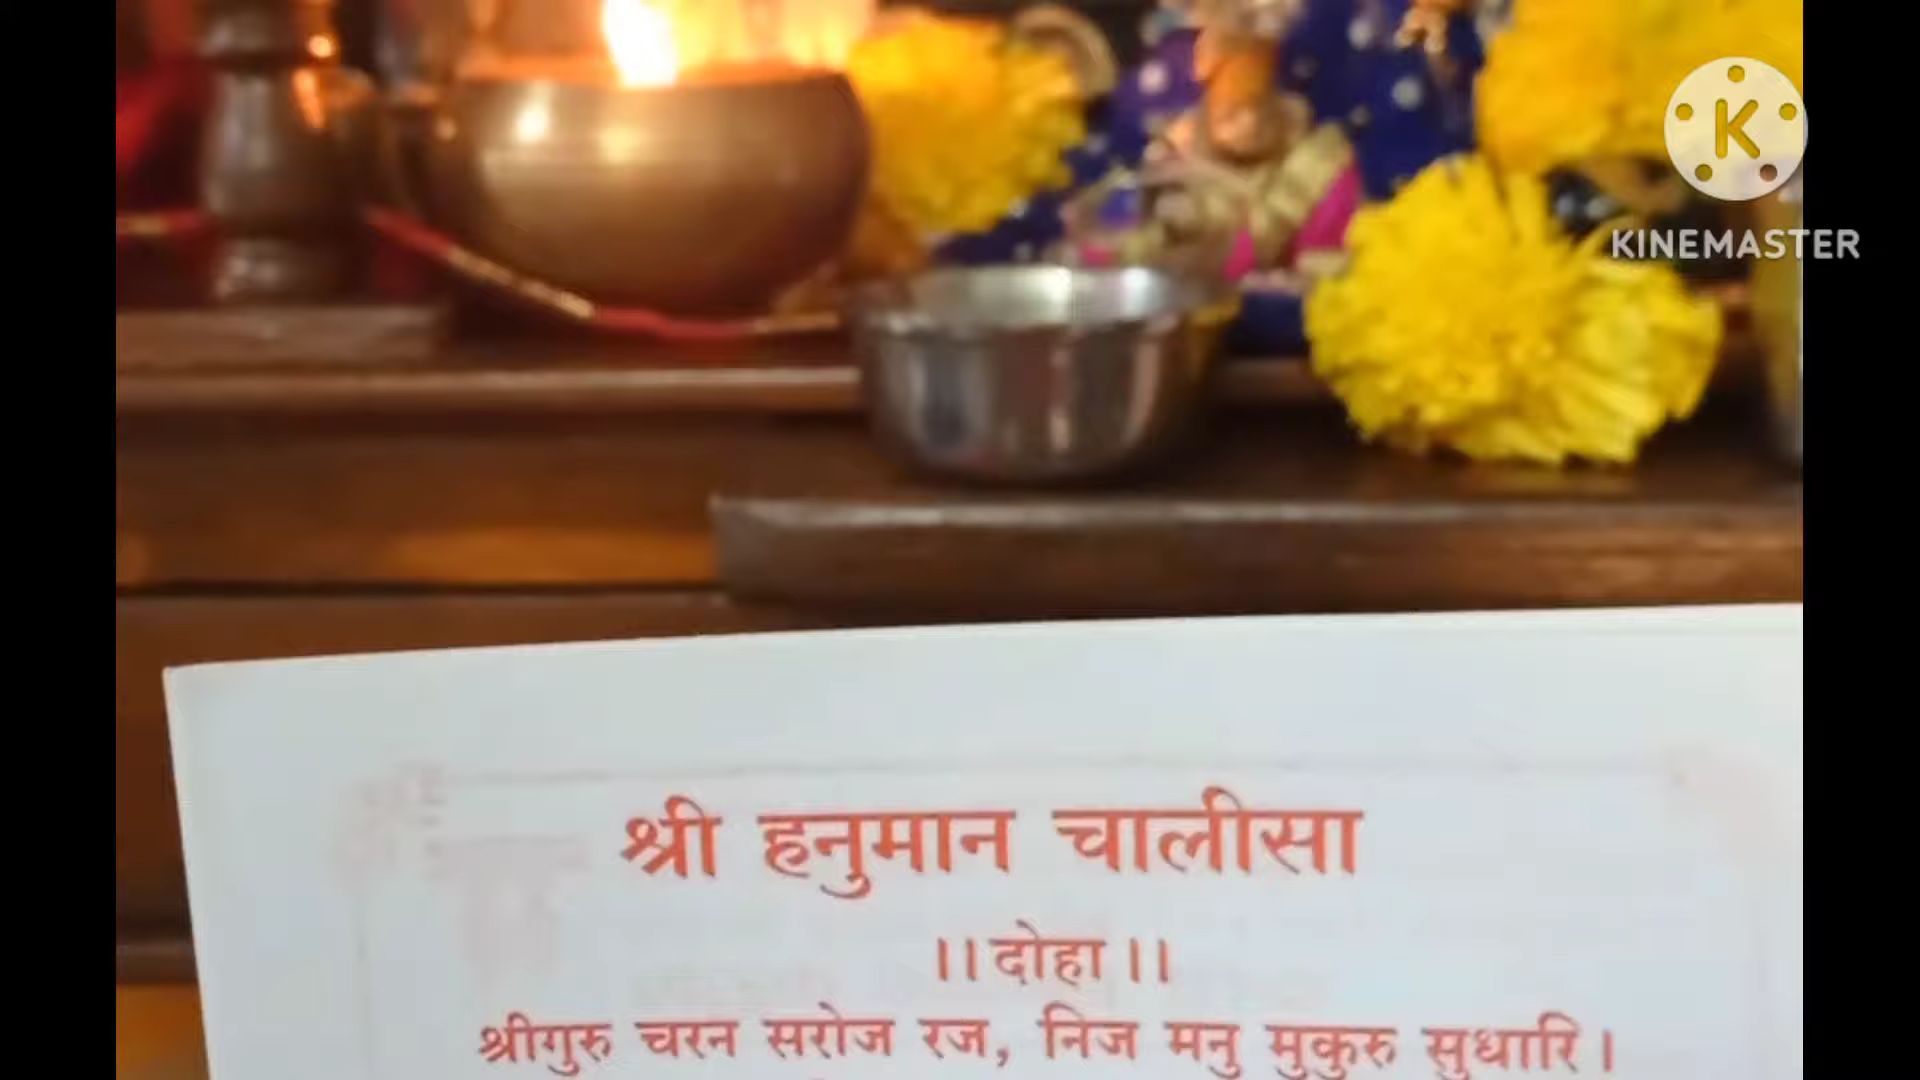 K
KINEMASTER
श्री हनुमान चालीसा
।।दोहा।।
श्रीगुरु चरन सरोज रज, निज मनु मुकुरु सुधारि।